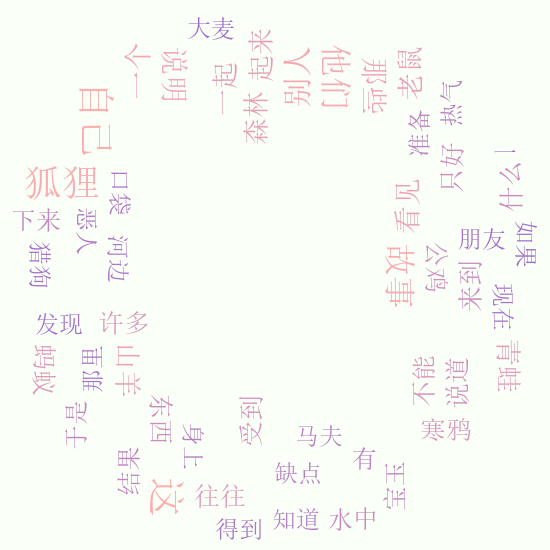 大麦
个一
说明
一起
森林
起来
别人
他们
那些
老鼠
自己
准备
生气
只好
一
什么
狐狸
口袋
下来
恶人
河边
猎狗
看见
故事
公鸡
来到
朋友
如果
现在
发现
许多
蚂蚁
山羊
青蛙
不能
说道
寒鸦
于是
东西
身上
受到
马夫
缺点
有
宝玉
结果
这
往往
得到
知道
水中